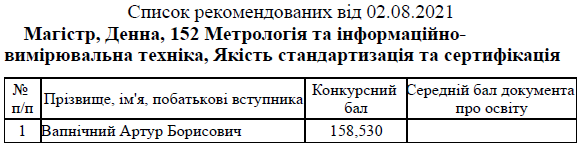 Список рекомендованих від 02.08.2021
Магістр, Денна, 152 Метрологія та інформаційно-
вимірювальна техніка, Якість стандартизація та сертифікація
№ п/п Прізвище, ім'я, побатькові вступника Конкурсний бал Середній бал документа про освіту
1 Вапнічний Артур Борисович 158,530